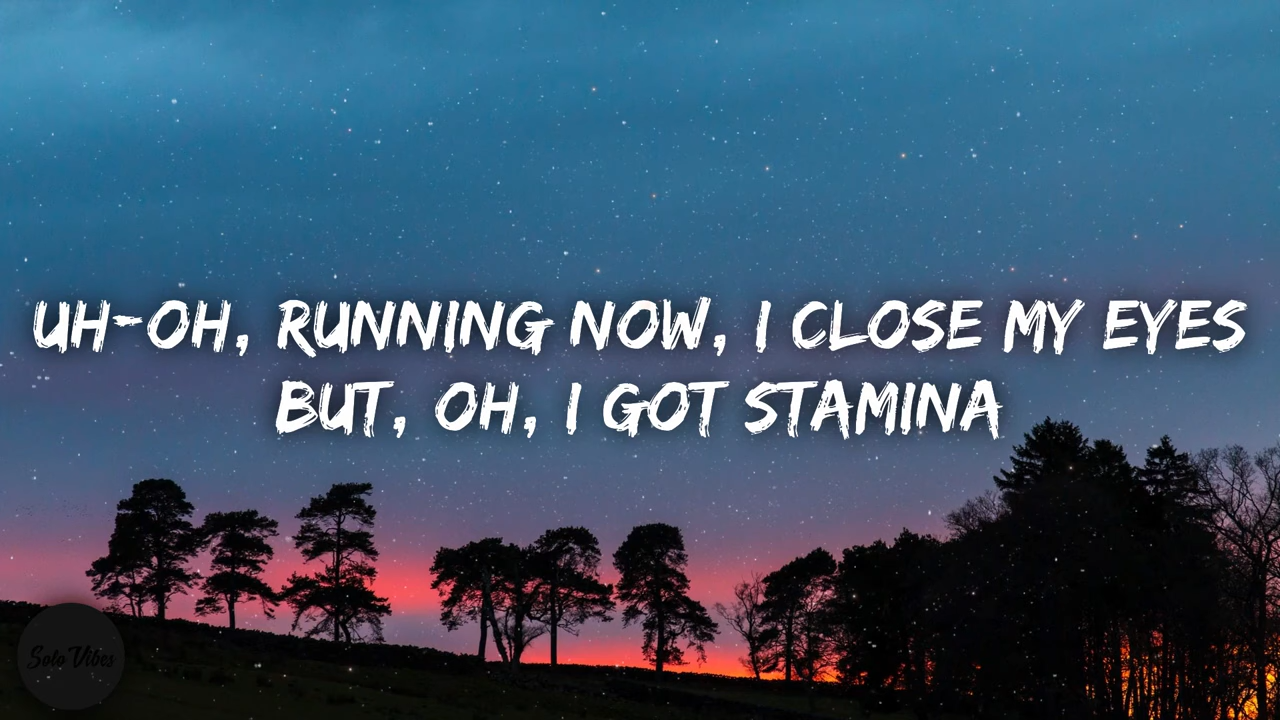 UH-OH, RUNNING NOW, I CLOSE MY EYES
BUT, OH, I GOT STAMINA
Solo Vibes